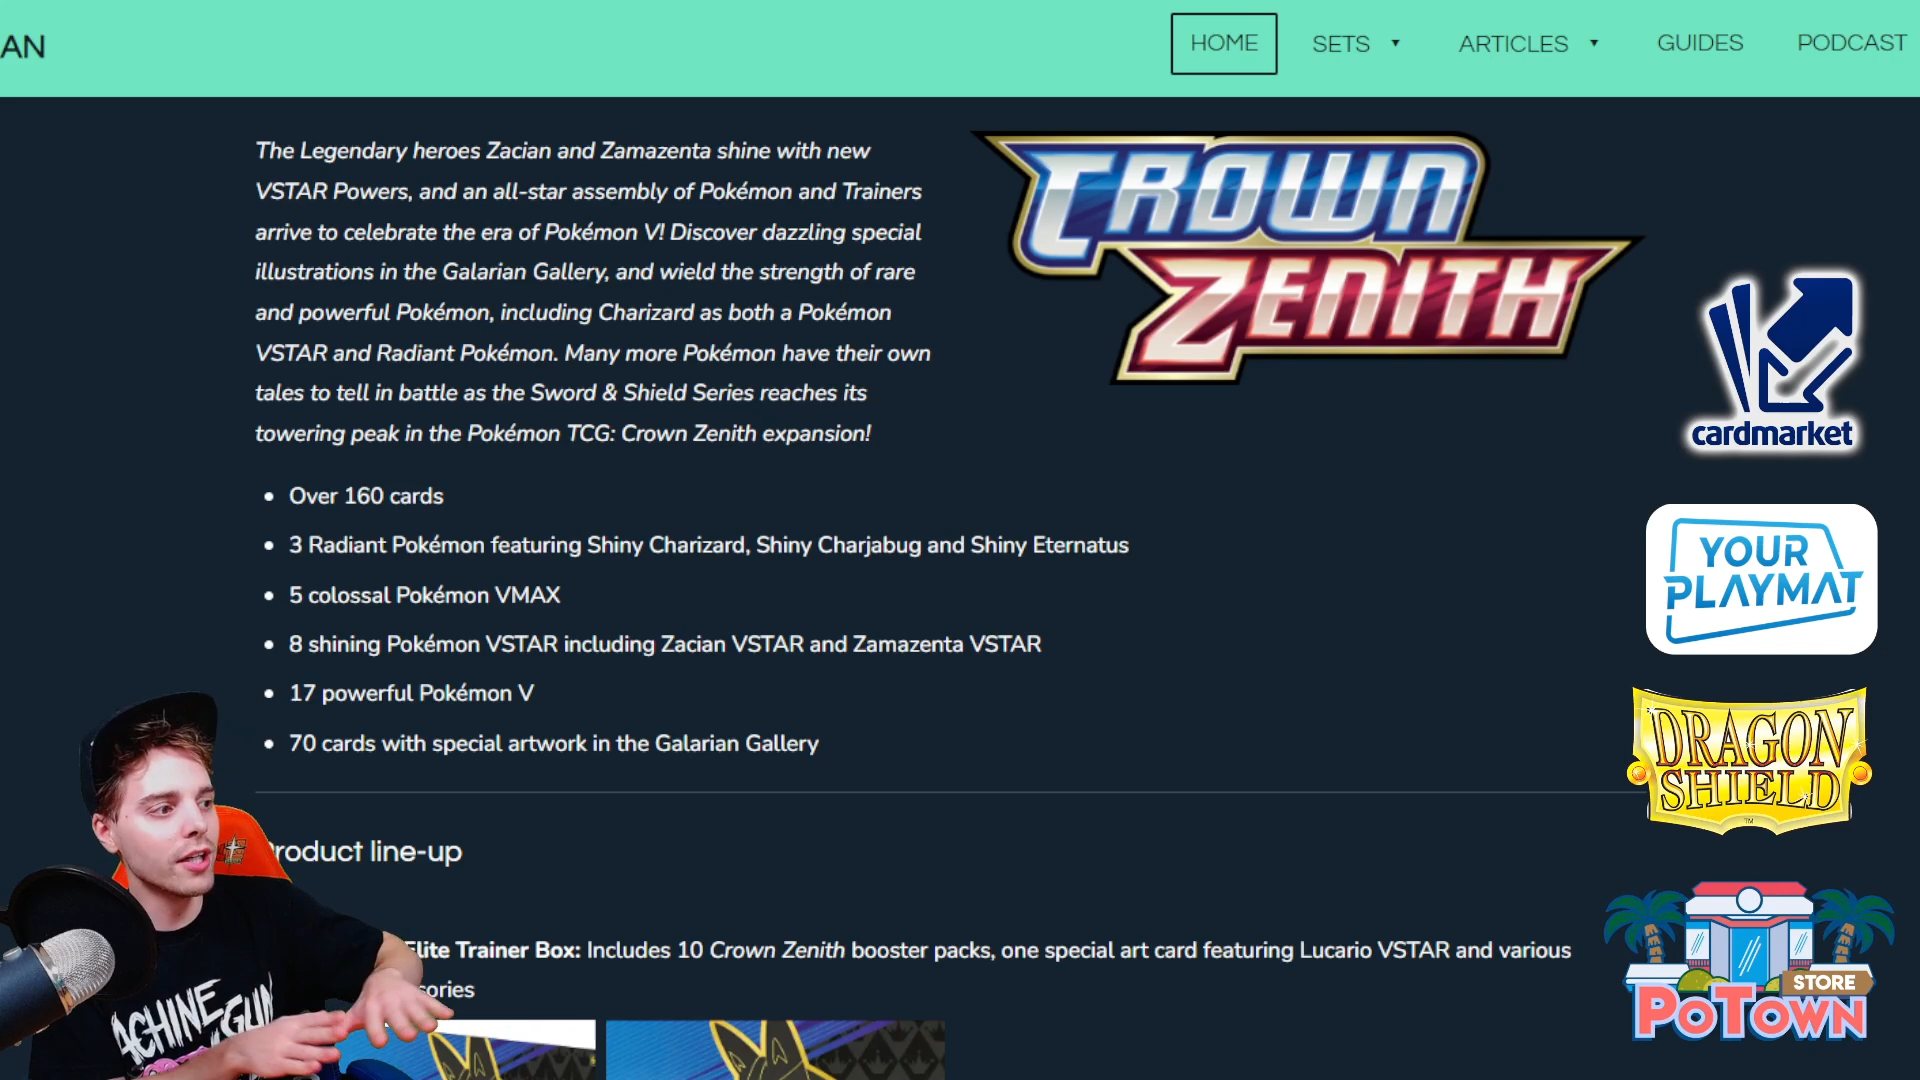 AN
HOME
SETS
ARTICLES
GUIDES
PODCAST
The Legendary heroes Zacian and Zamazenta shine with new
VSTAR Powers, and an all-star assembly of Pokémon and Trainers
arrive to celebrate the era of Pokémon V! Discover dazzling special
illustrations in the Galarian Gallery, and wield the strength of rare
and powerful Pokémon, including Charizard as both a Pokémon
VSTAR and Radiant Pokémon. Many more Pokémon have their own
tales to tell in battle as the Sword & Shield Series reaches its
towering peak in the Pokémon TCG: Crown Zenith expansion!
CROWN
ZENITH
• Over 160 cards
• 3 Radiant Pokémon featuring Shiny Charizard, Shiny Charjabug and Shiny Eternatus
• 5 colossal Pokémon VMAX
• 8 shining Pokémon VSTAR including Zacian VSTAR and Zamazenta VSTAR
• 17 powerful Pokémon V
• 70 cards with special artwork in the Galarian Gallery
roduct line-up
Elite Trainer Box: Includes 10 Crown Zenith booster packs, one special art card featuring Lucario VSTAR and various
sories
cardmarket
YOUR
PLAYMAT
DRAGON
SHIELD
TM
STORE
POTOWN
ACHINE GUN